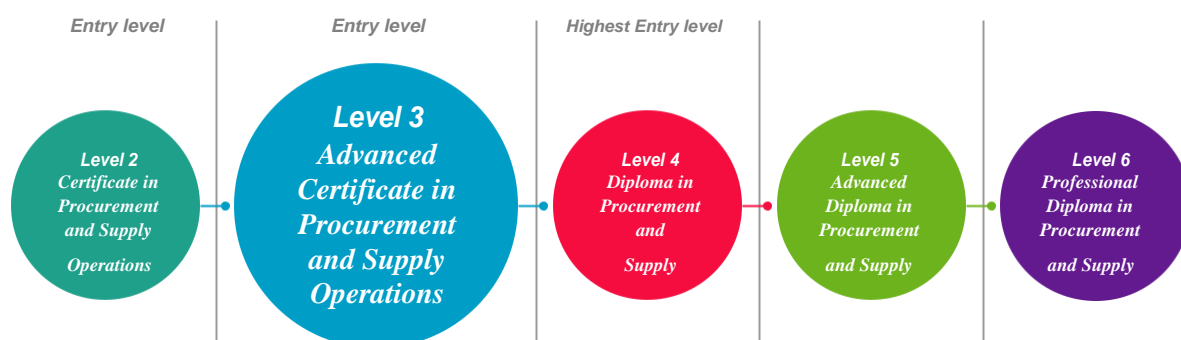 Entry level
Entry level
Highest Entry level
Level 2
Certificate in
Procurement
and Supply
Operations
Level 3
Advanced
Certificate in
Procurement
and Supply
Operations
Level 4
Diploma in
Procurement
and
Supply
Level 5
Advanced
Diploma in
Procurement
and Supply
Level 6
Professional
Diploma in
Procurement
and Supply